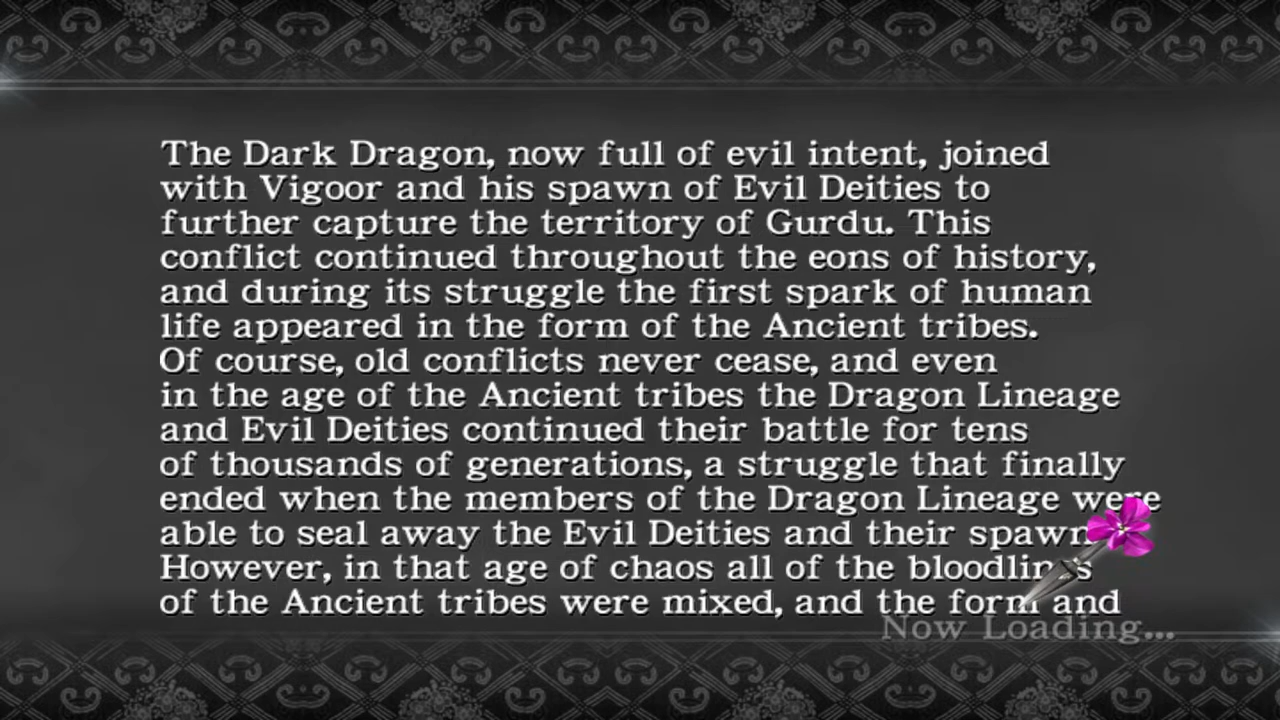 The Dark Dragon, now full of evil intent, joined
with Vigoor and his spawn of Evil Deities to
further capture the territory of Gurdu. This
conflict continued throughout the eons of history,
and during its struggle the first spark of human
life appeared in the form of the Ancient tribes.
Of course, old conflicts never cease, and even
in the age of the Ancient tribes the Dragon Lineage
and Evil Deities continued their battle for tens
of thousands of generations, a struggle that finally
ended when the members of the Dragon Lineage were
able to seal away the Evil Deities and their spawn
However, in that age of chaos all of the bloodlines
of the Ancient tribes were mixed, and the form and
Now Loading...